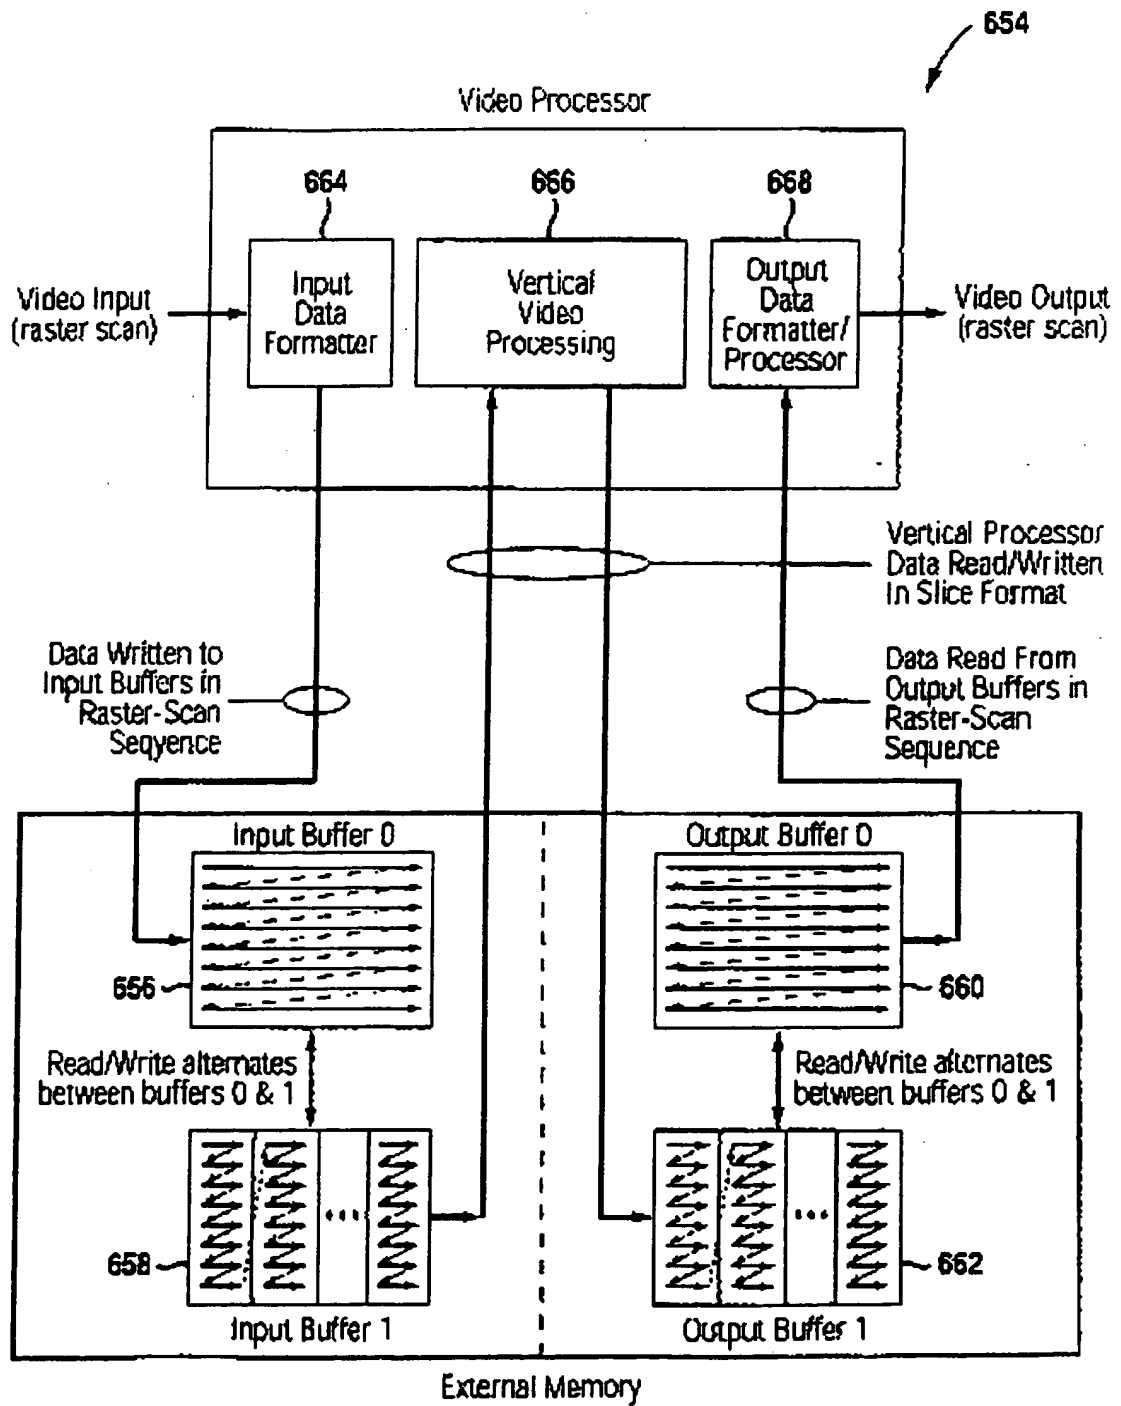 654
Video Processor
664
666
668
Input
Data
Formatter
Vertical
Video
Processing
Output
Data
Formatter/
Processor
Video Input
(raster scan)
Video Output
(raster scan)
Vertical Processor
Data Read/Written
In Slice Format
Data Written to
Input Buffers in
Raster-Scan
Seqyence
Data Read From
Output Buffers in
Raster-Scan
Sequence
Input Buffer 0
Output Buffer 0
656
660
Read/Write alternates
between buffers 0 & 1
Read/Write alternates
between buffers 0 & 1
658
662
Input Buffer 1
Output Buffer 1
External Memory